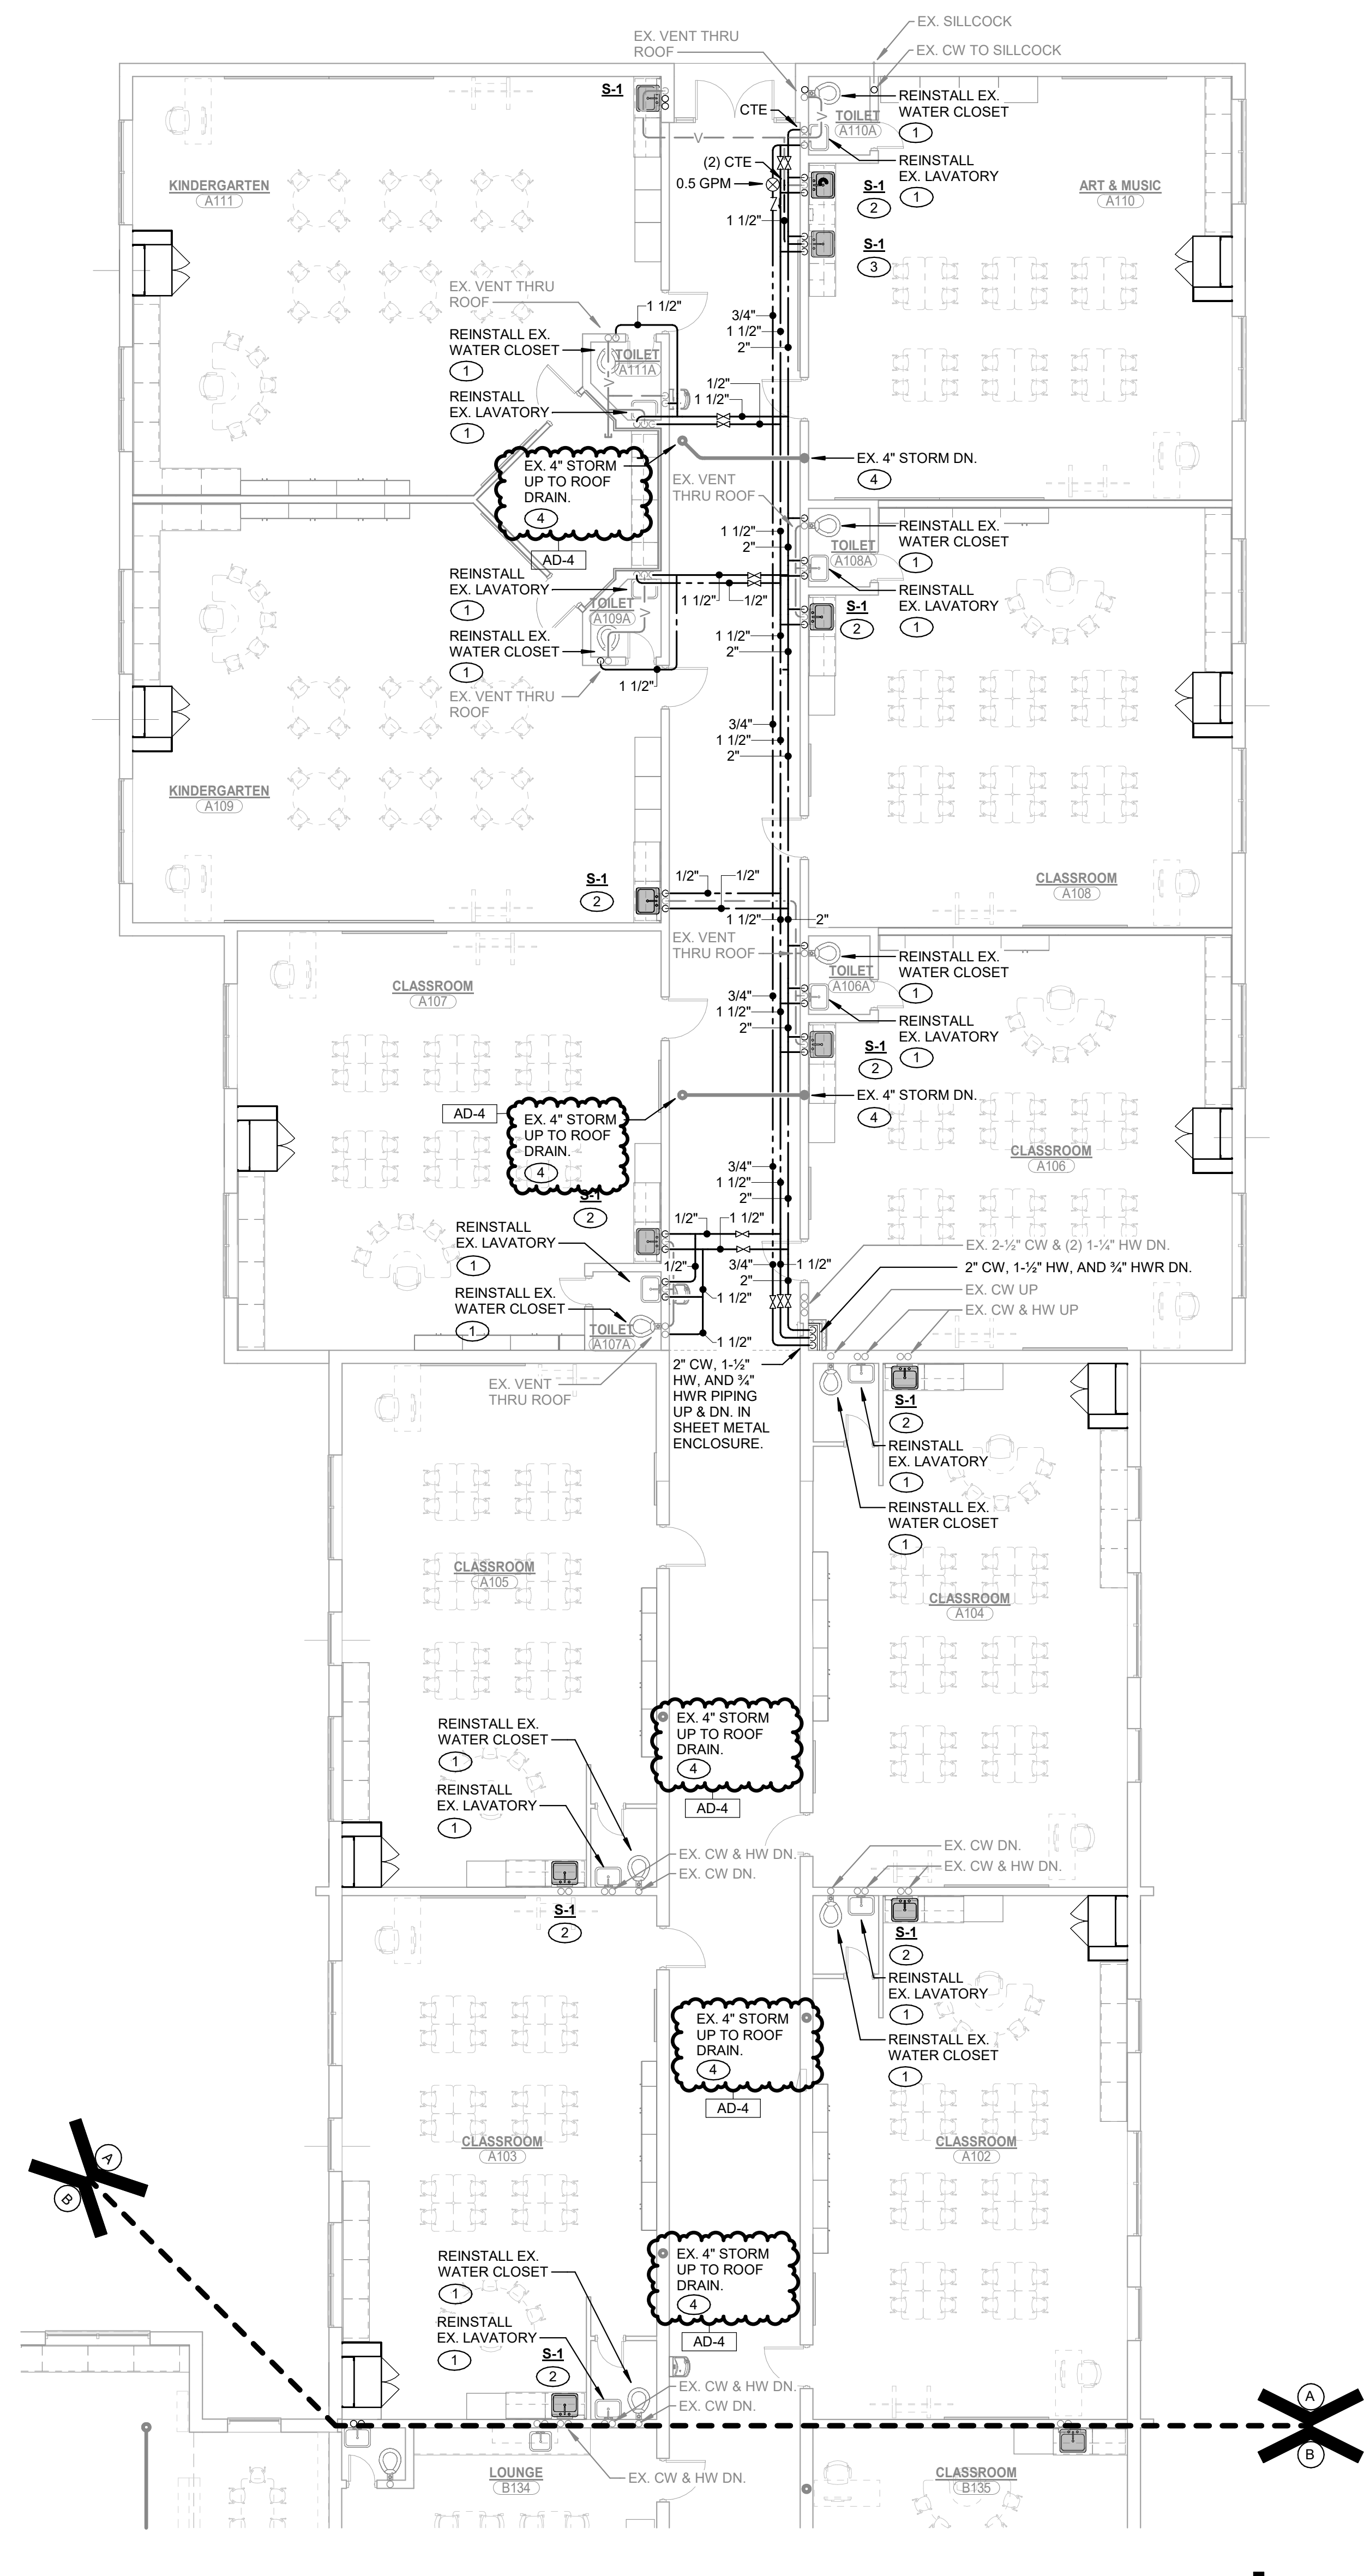 EX. SILLCOCK
EX. VENT THRU
ROOF
EX. CW TO SILLCOCK
S-1
REINSTALL EX.
WATER CLOSET
1
CTE
TOILET
A110A
REINSTALL
EX. LAVATORY
1
(2) CTE
0.5 GPM
KINDERGARTEN
A111
ART & MUSIC
A110
S-1
2
1 1/2"
S-1
3
EX. VENT THRU
ROOF
1 1/2"
3/4"
1 1/2"
2"
REINSTALL EX.
WATER CLOSET
1
TOILET
A111A
1/2"
1 1/2"
REINSTALL
EX. LAVATORY
1
EX. 4" STORM
UP TO ROOF
DRAIN.
4
AD-4
EX. 4" STORM DN.
4
EX. VENT
THRU ROOF
1 1/2"
2"
REINSTALL EX.
WATER CLOSET
1
TOILET
A108A
REINSTALL
EX. LAVATORY
1
REINSTALL
EX. LAVATORY
1
1 1/2"
1/2"
TOILET
A109A
S-1
2
REINSTALL EX.
WATER CLOSET
1
1 1/2"
2"
EX. VENT THRU
ROOF
1 1/2"
3/4"
1 1/2"
2"
KINDERGARTEN
A109
CLASSROOM
A108
S-1
2
1/2"
1/2"
1 1/2"
2"
EX. VENT
THRU ROOF
REINSTALL EX.
WATER CLOSET
1
TOILET
A106A
CLASSROOM
A107
3/4"
1 1/2"
2"
REINSTALL
EX. LAVATORY
1
S-1
2
EX. 4" STORM DN.
4
AD-4
EX. 4" STORM
UP TO ROOF
DRAIN.
4
CLASSROOM
A106
3/4"
1 1/2"
2"
S-1
2
REINSTALL
EX. LAVATORY
1
1/2"
1 1/2"
1/2"
3/4"
1 1/2"
2"
EX. 2-½" CW & (2) 1-¼" HW DN.
2" CW, 1-½" HW, AND ¾" HWR DN.
EX. CW UP
EX. CW & HW UP
REINSTALL EX.
WATER CLOSET
1
1 1/2"
TOILET
A107A
1 1/2"
2" CW, 1-½"
HW, AND ¾"
HWR PIPING
UP & DN. IN
SHEET METAL
ENCLOSURE.
EX. VENT
THRU ROOF
S-1
2
REINSTALL
EX. LAVATORY
1
REINSTALL EX.
WATER CLOSET
1
CLASSROOM
A105
CLASSROOM
A104
EX. 4" STORM
UP TO ROOF
DRAIN.
4
AD-4
REINSTALL EX.
WATER CLOSET
1
REINSTALL
EX. LAVATORY
1
EX. CW & HW DN.
EX. CW DN.
EX. CW DN.
EX. CW & HW DN.
S-1
2
S-1
2
REINSTALL
EX. LAVATORY
1
REINSTALL EX.
WATER CLOSET
1
EX. 4" STORM
UP TO ROOF
DRAIN.
4
AD-4
CLASSROOM
A103
CLASSROOM
A102
A
B
EX. 4" STORM
UP TO ROOF
DRAIN.
4
AD-4
REINSTALL EX.
WATER CLOSET
1
REINSTALL
EX. LAVATORY
1
S-1
2
EX. CW & HW DN.
EX. CW DN.
A
B
LOUNGE
B134
EX. CW & HW DN.
CLASSROOM
B135